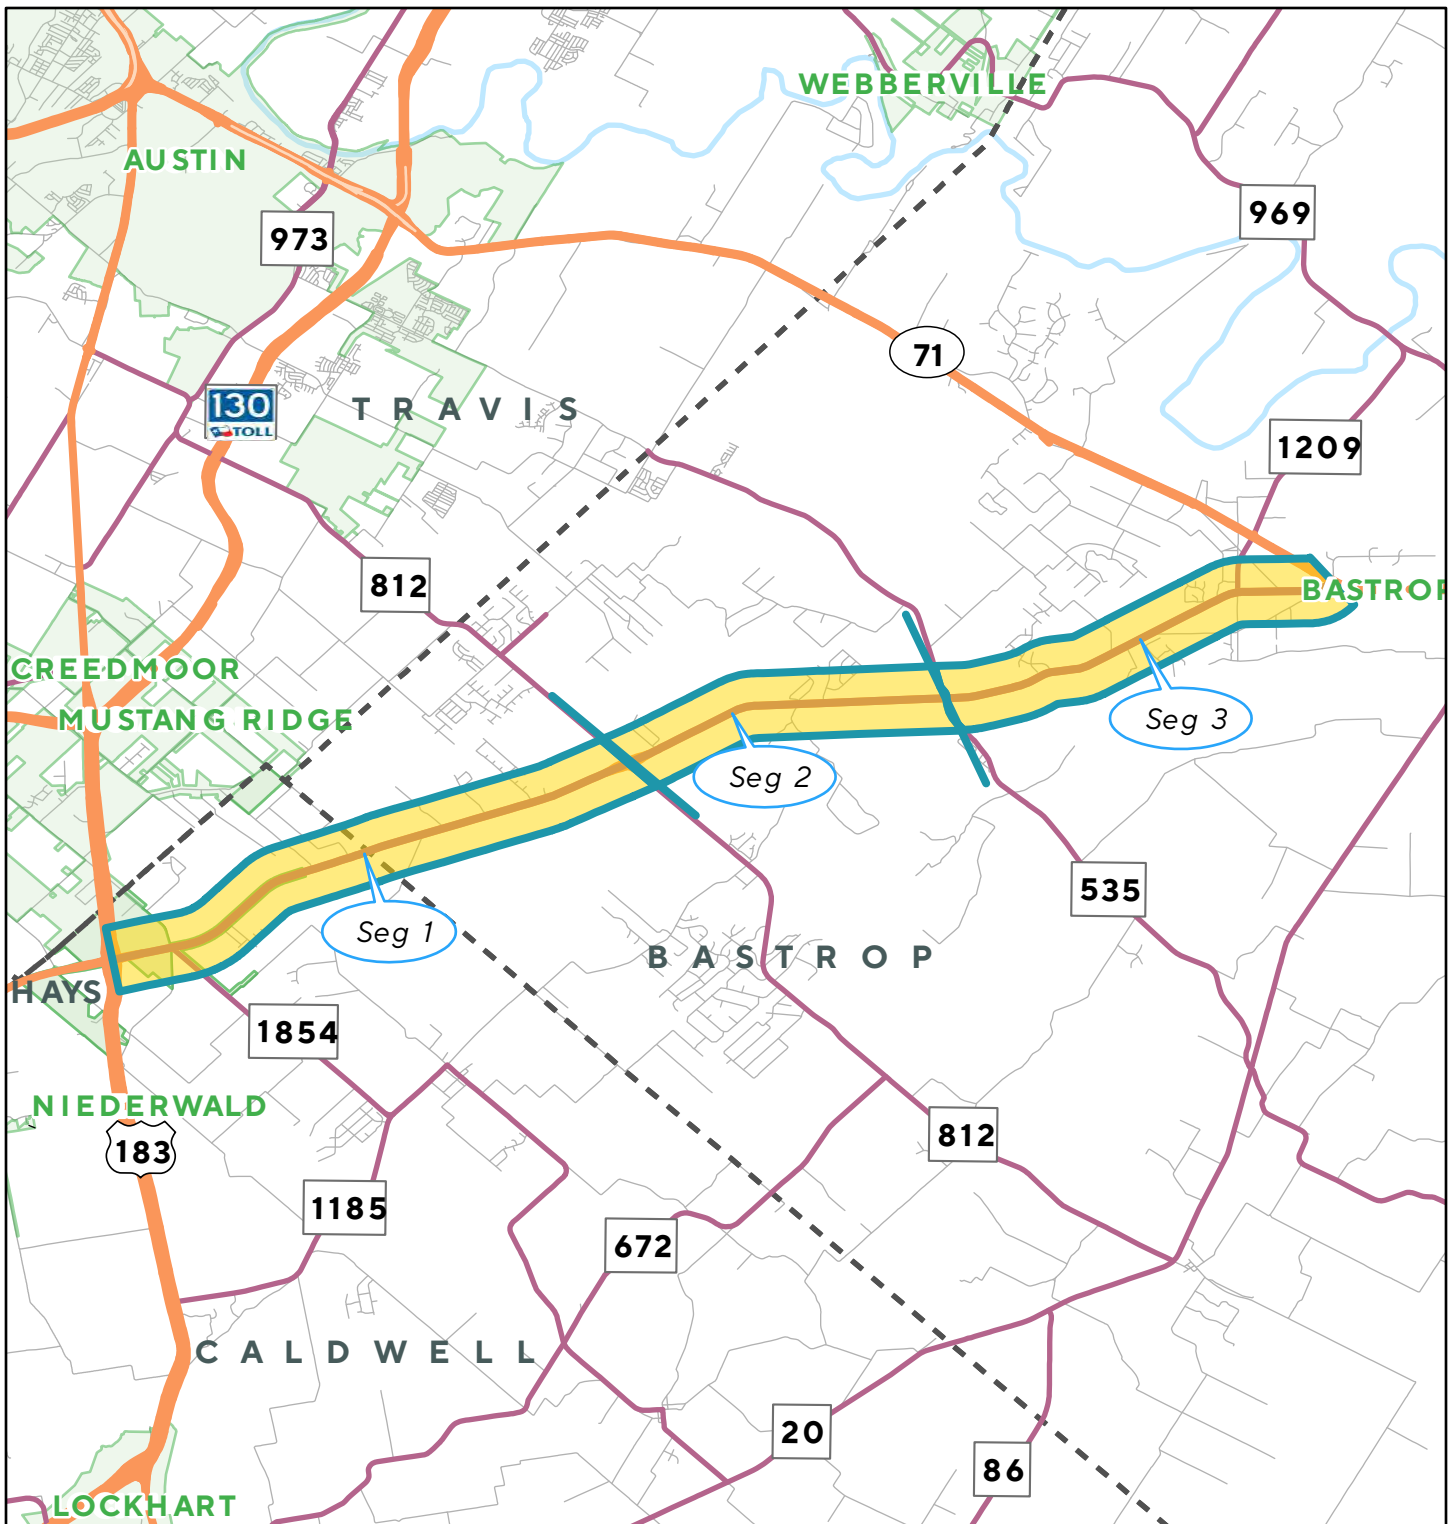 WEBBERVILLE
AUSTIN
969
973
71
130
TOLL
TRAVIS
1209
812
BASTROP
CREEDMOOR
MUSTANG RIDGE
Seg 3
Seg 2
535
Seg 1
BASTROP
HAYS
1854
NIEDERWALD
183
812
1185
672
CALDWELL
20
86
LOCKHART